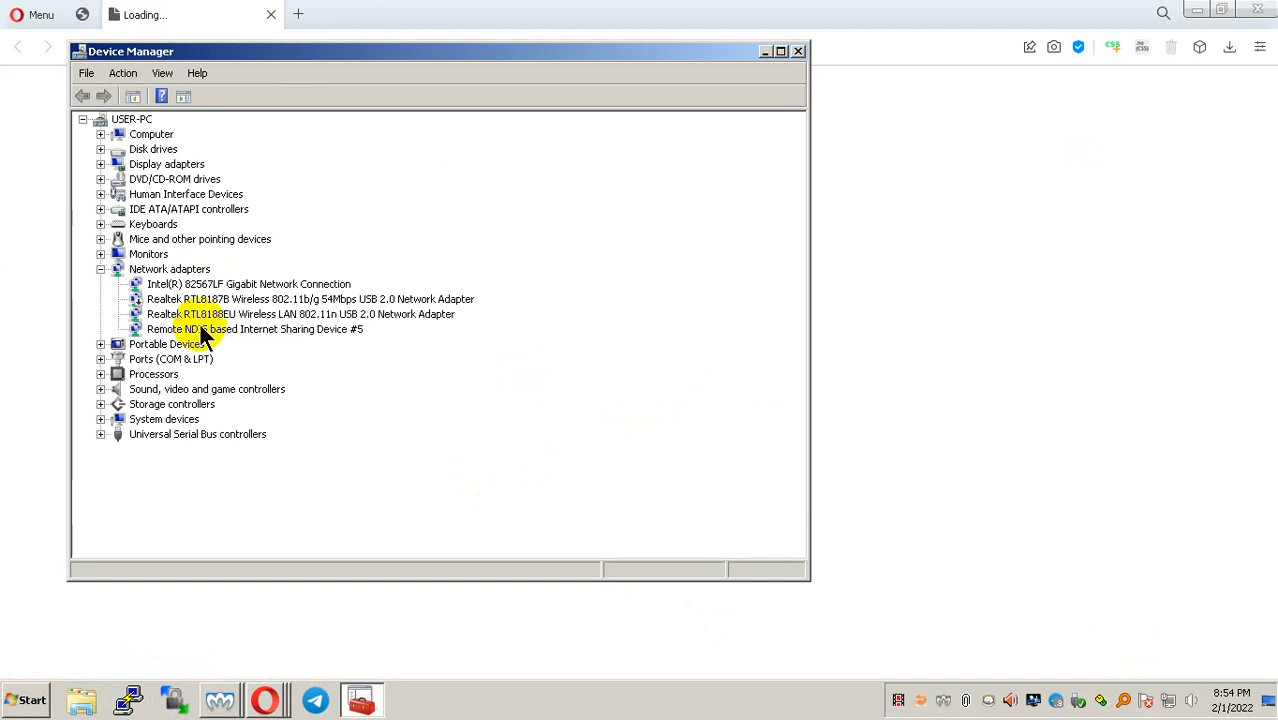 Menu
Loading...
Device Manager
File Action View Help
USER-PC
Computer
Disk drives
Display adapters
DVD/CD-ROM drives
Human Interface Devices
IDE ATA/ATAPI controllers
Keyboards
Mice and other pointing devices
Monitors
Network adapters
Intel(R) 82567LF Gigabit Network Connection
Realtek RTL8187B Wireless 802.11b/g 54Mbps USB 2.0 Network Adapter
Realtek RTL8188EU Wireless LAN 802.11n USB 2.0 Network Adapter
Remote NDIS based Internet Sharing Device #5
Portable Devices
Ports (COM & LPT)
Processors
Sound, video and game controllers
Storage controllers
System devices
Universal Serial Bus controllers
Start
8:54 PM
2/1/2022